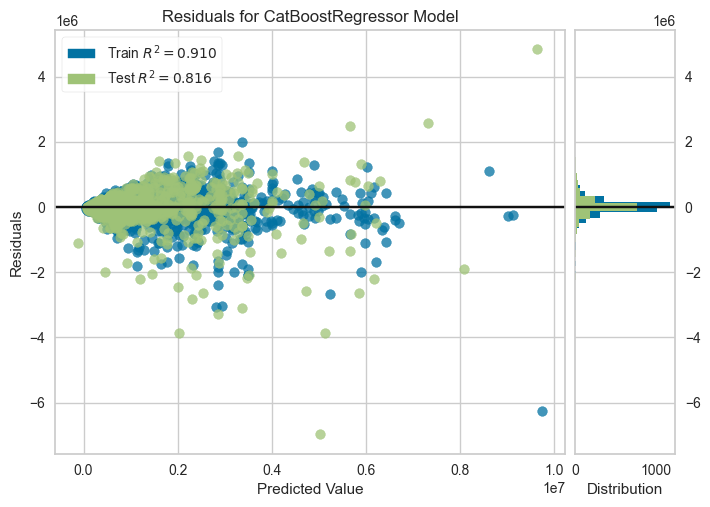 Residuals for CatBoostRegressor Model
1e6
1e6
Train R² = 0.910
Test R² = 0.816
4
2
0
−2
−4
−6
4
2
0
−2
−4
−6
Residuals
0.0 0.2 0.4 0.6 0.8 1.0
1e7
0 1000
Predicted Value
Distribution